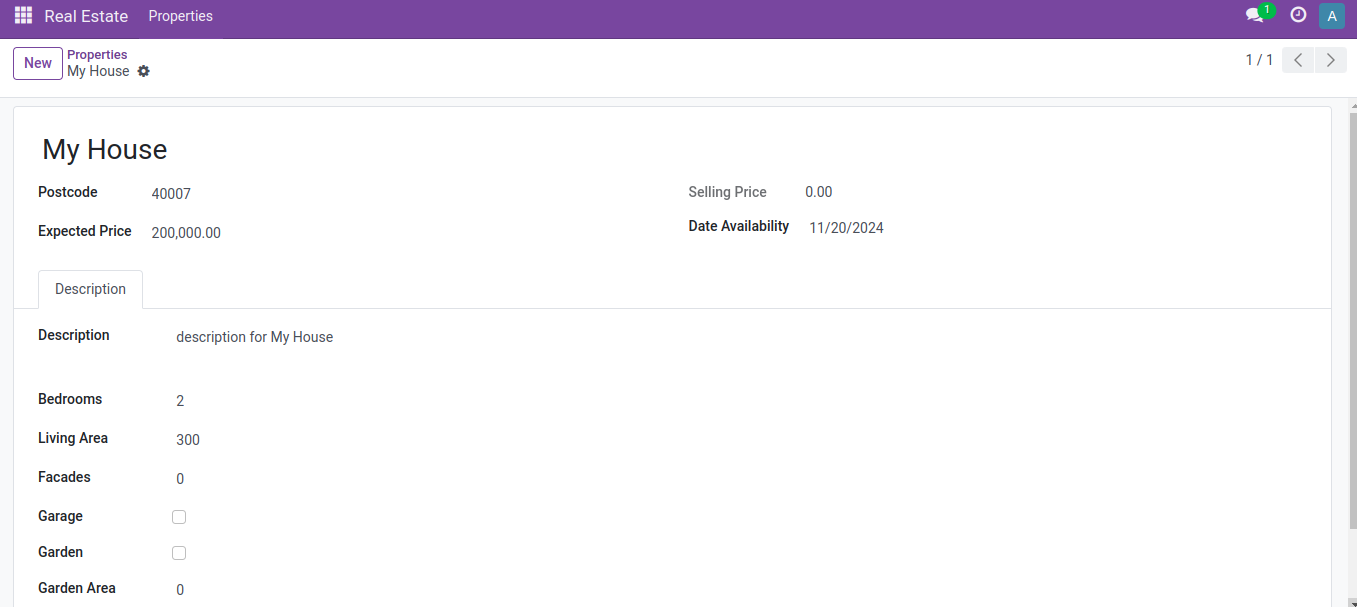 Real Estate Properties 1 A
New Properties 1 / 1
My House
My House
Postcode 40007 Selling Price 0.00
Expected Price 200,000.00 Date Availability 11/20/2024
Description
Description description for My House
Bedrooms 2
Living Area 300
Facades 0
Garage
Garden
Garden Area 0